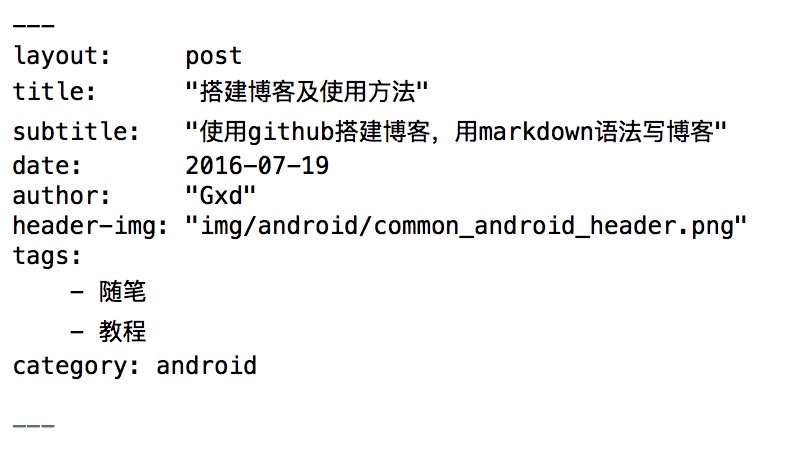 ---
layout:     post
title:      "搭建博客及使用方法"
subtitle:   "使用github搭建博客，用markdown语法写博客"
date:       2016-07-19
author:     "Gxd"
header-img: "img/android/common_android_header.png"
tags:
    - 随笔
    - 教程
category: android
---